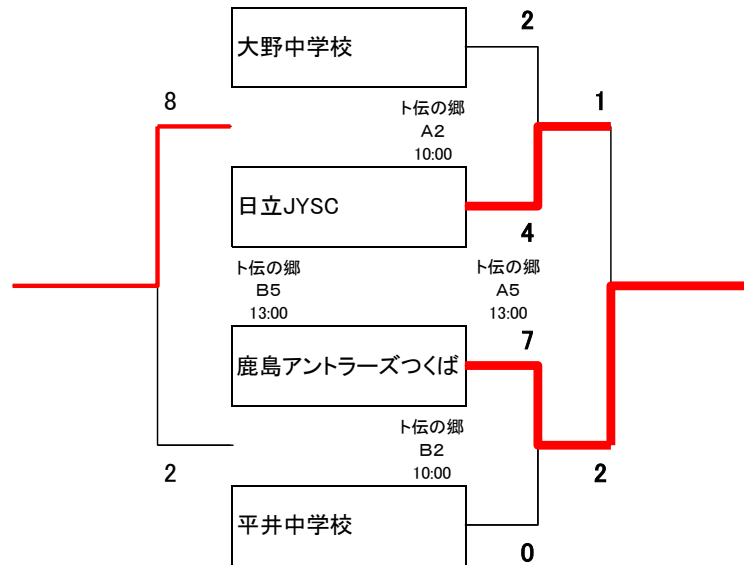 2
大野中学校
8
1
ト伝の郷
A2
10:00
日立JYSC
4
ト伝の郷
B5
13:00
ト伝の郷
A5
13:00
7
鹿島アントラーズつくば
ト伝の郷
B2
10:00
2
2
平井中学校
0